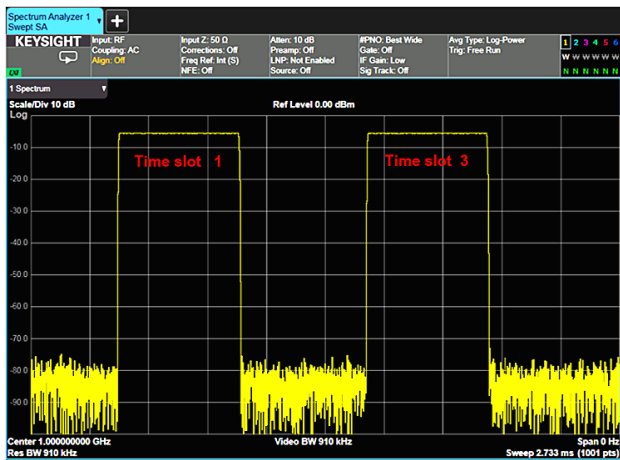 Spectrum Analyzer 1
Swept SA
+
KEYSIGHT
LXI
Input: RF
Coupling: AC
Align: Off
Input Z: 50 Ω
Corrections: Off
Freq Ref: Int (S)
NFE: Off
Atten: 10 dB
Preamp: Off
LNP: Not Enabled
Source: Off
#PNO: Best Wide
Gate: Off
IF Gain: Low
Sig Track: Off
Avg Type: Log-Power
Trig: Free Run
1 2 3 4 5 6
W W W W W W
N N N N N N
1 Spectrum
Scale/Div 10 dB
Ref Level 0.00 dBm
Log
-10.0
-20.0
-30.0
-40.0
-50.0
-60.0
-70.0
-80.0
-90.0
Time slot 1
Time slot 3
Center 1.000000000 GHz
Video BW 910 kHz
Span 0 Hz
Res BW 910 kHz
Sweep 2.733 ms (1001 pts)